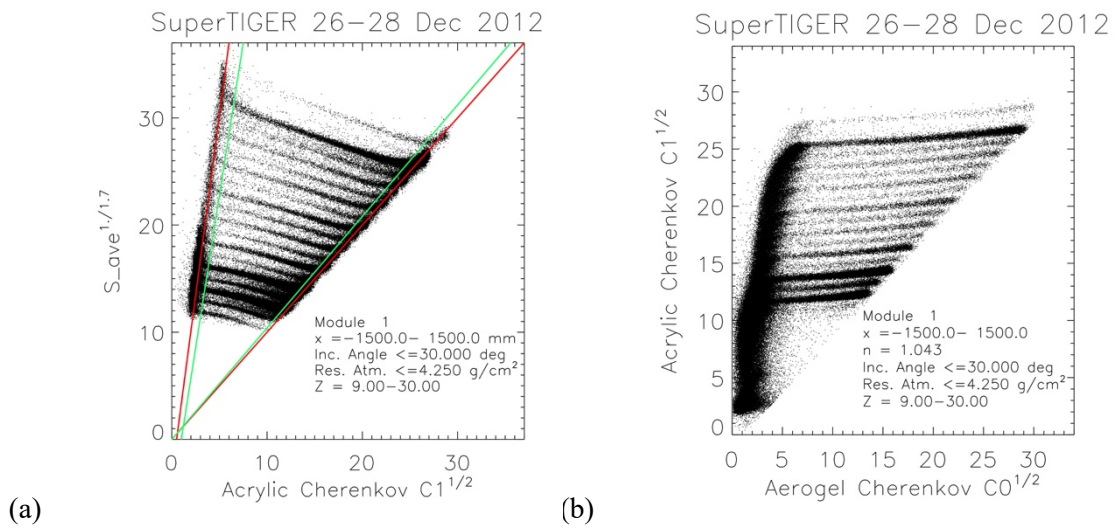 SuperTIGER 26−28 Dec 2012
S_ave^1./1.7
30
20
10
0
Module 1
x =−1500.0− 1500.0 mm
Inc. Angle <=30.000 deg
Res. Atm. <=4.250 g/cm²
Z = 9.00−30.00
0 10 20 30
Acrylic Cherenkov C1^1/2
(a)
SuperTIGER 26−28 Dec 2012
Acrylic Cherenkov C1^1/2
30
25
20
15
10
5
0
Module 1
x =−1500.0− 1500.0
n = 1.043
Inc. Angle <=30.000 deg
Res. Atm. <=4.250 g/cm²
Z = 9.00−30.00
0 5 10 15 20 25 30
Aerogel Cherenkov C0^1/2
(b)